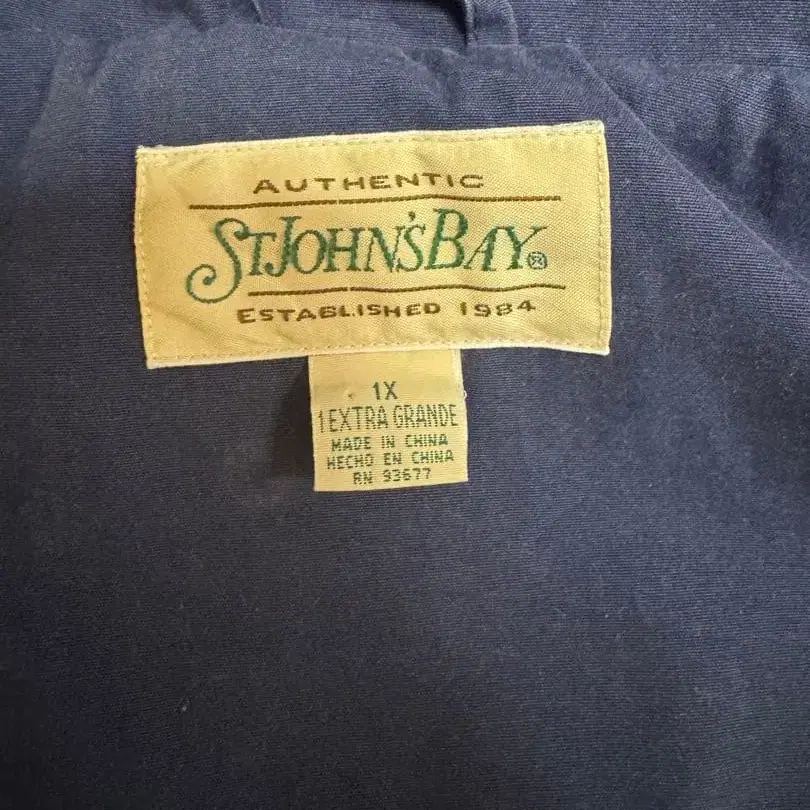 AUTHENTIC
ST JOHN'S BAY®
ESTABLISHED 1984
1X
1 EXTRA GRANDE
MADE IN CHINA
HECHO EN CHINA
RN 93677